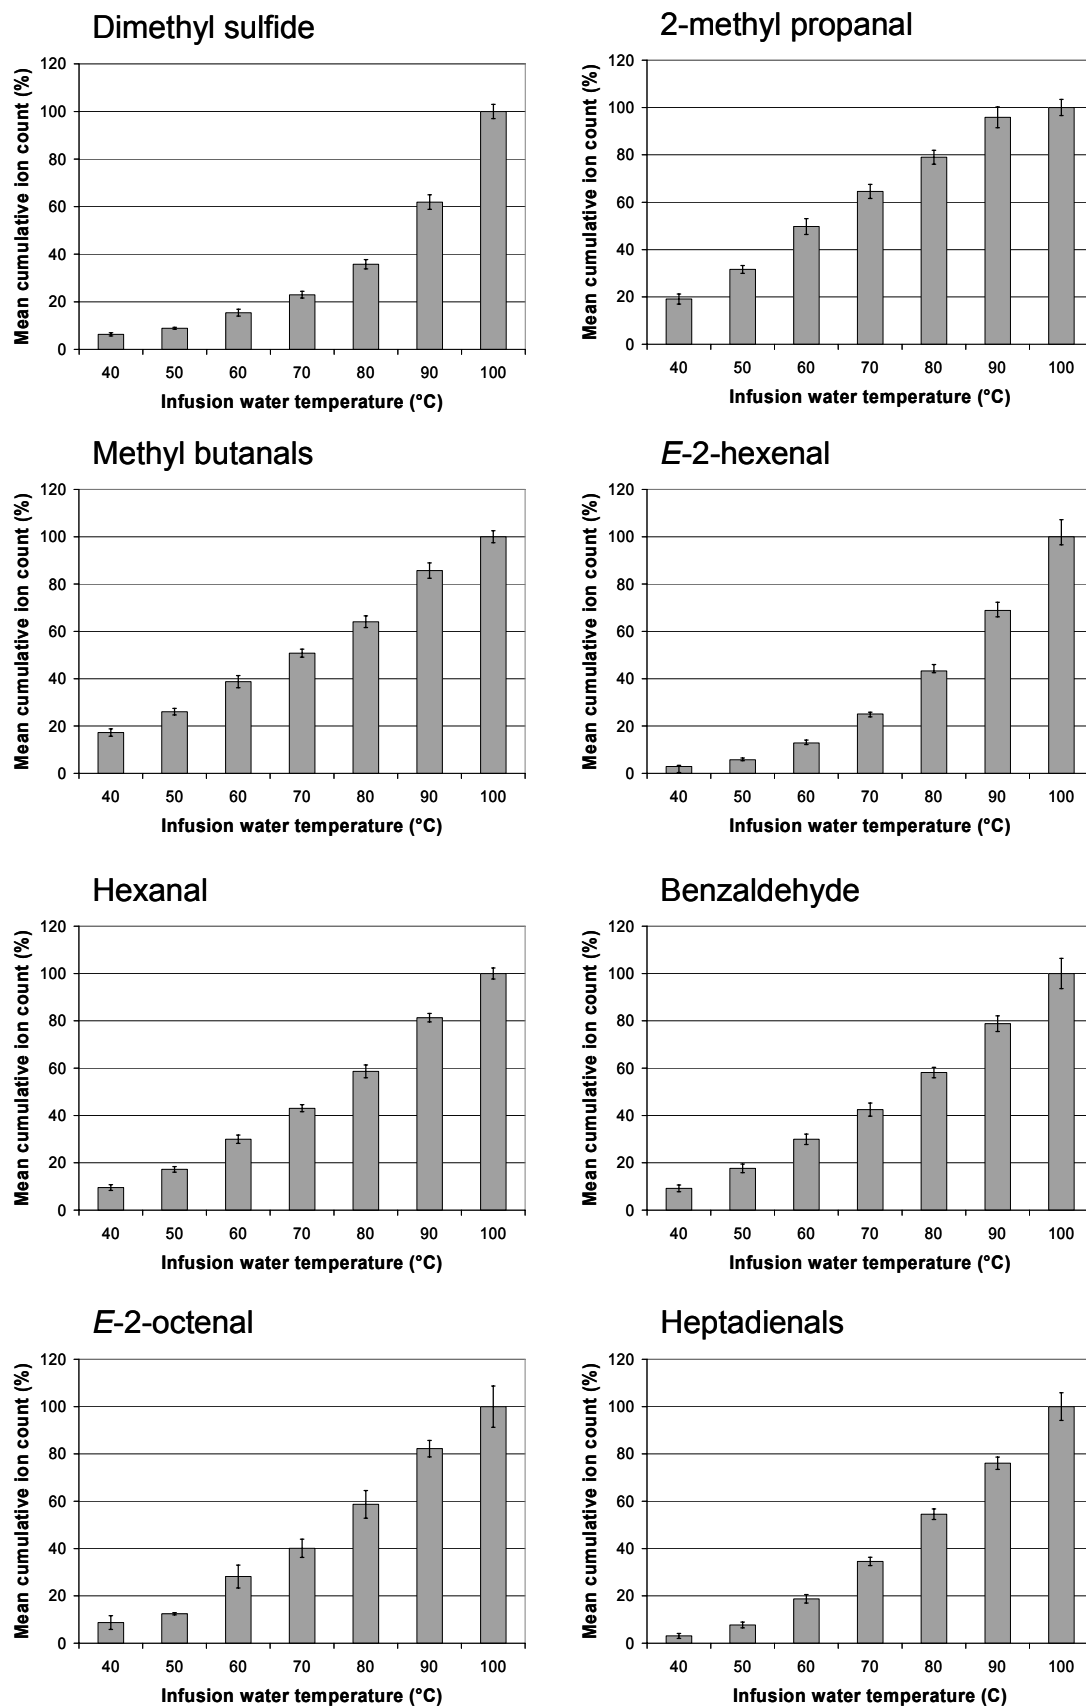 Dimethyl sulfide
Mean cumulative ion count (%)
120
100
80
60
40
20
0
40 50 60 70 80 90 100
Infusion water temperature (°C)
2-methyl propanal
Mean cumulative ion count (%)
120
100
80
60
40
20
0
40 50 60 70 80 90 100
Infusion water temperature (°C)
Methyl butanals
Mean cumulative ion count (%)
120
100
80
60
40
20
0
40 50 60 70 80 90 100
Infusion water temperature (°C)
E-2-hexenal
Mean cumulative ion count (%)
120
100
80
60
40
20
0
40 50 60 70 80 90 100
Infusion water temperature (°C)
Hexanal
Mean cumulative ion count (%)
120
100
80
60
40
20
0
40 50 60 70 80 90 100
Infusion water temperature (°C)
Benzaldehyde
Mean cumulative ion count (%)
120
100
80
60
40
20
0
40 50 60 70 80 90 100
Infusion water temperature (°C)
E-2-octenal
Mean cumulative ion count (%)
120
100
80
60
40
20
0
40 50 60 70 80 90 100
Infusion water temperature (°C)
Heptadienals
Mean cumulative ion count (%)
120
100
80
60
40
20
0
40 50 60 70 80 90 100
Infusion water temperature (C)